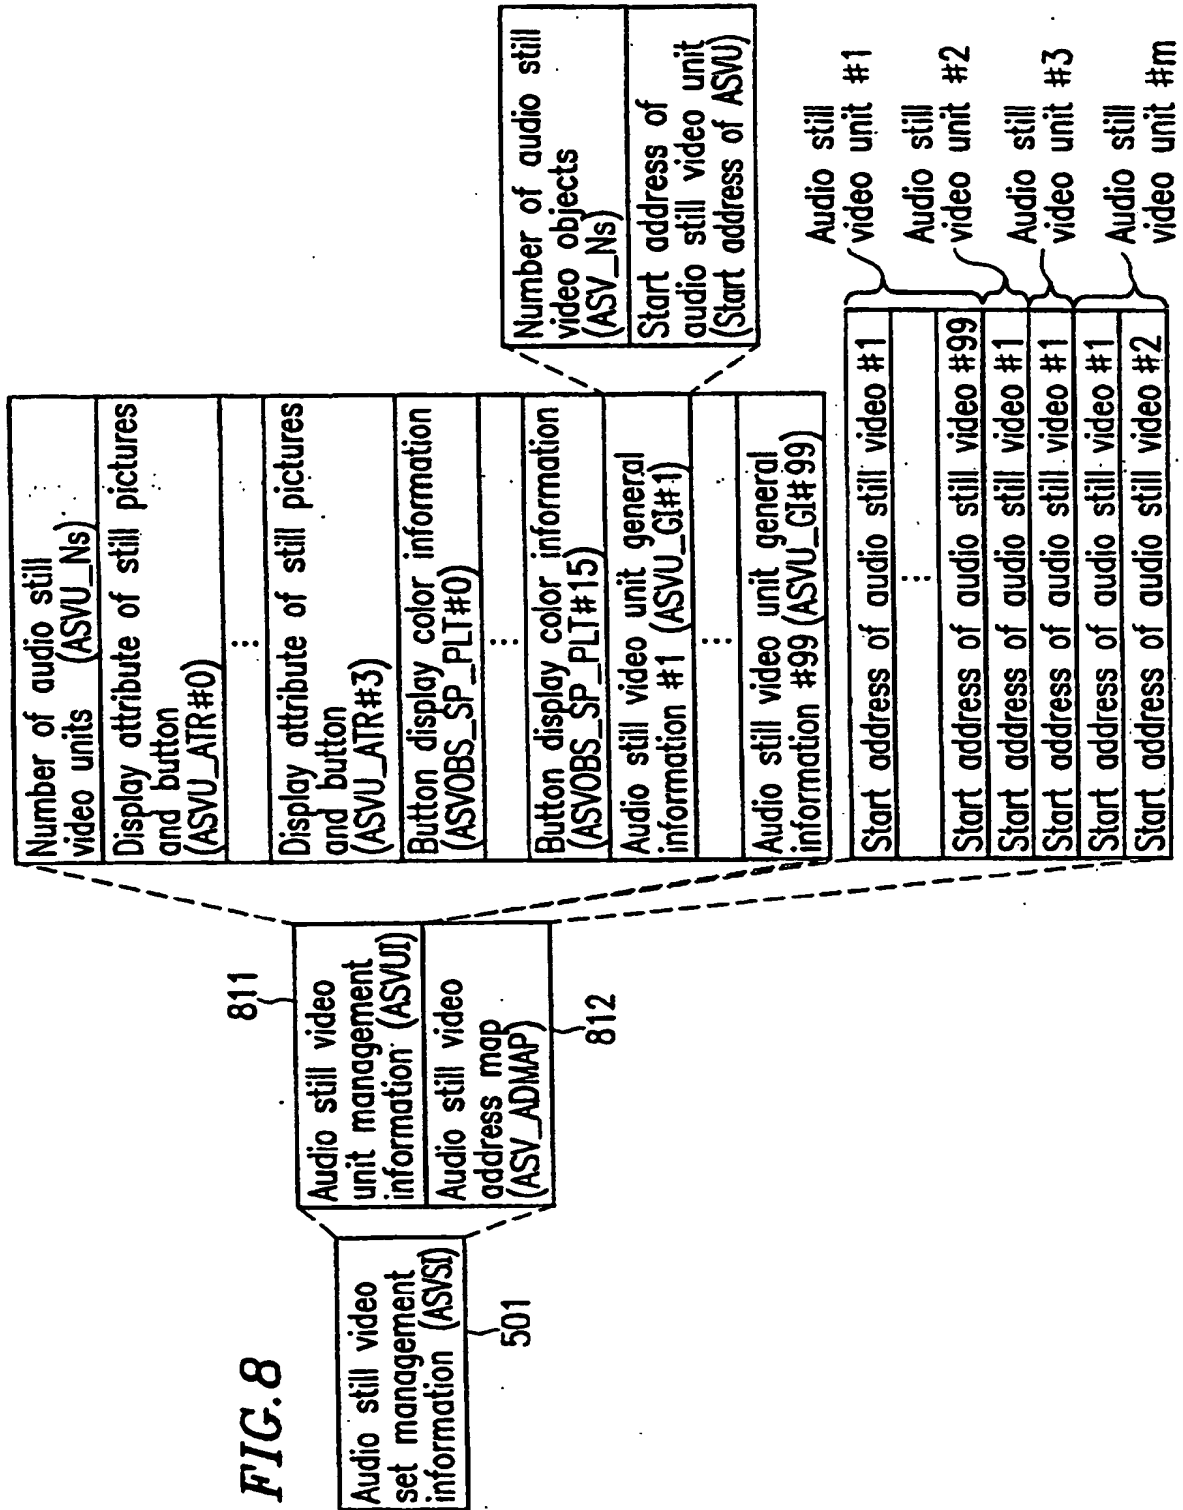 FIG.8
Audio still video
set management
information (ASVSI)
501
811
Audio still video
unit management
information (ASVUI)
Audio still video
address map
(ASV_ADMAP)
812
Number of audio still
video units (ASVU_Ns)
Display attribute of still pictures
and button
(ASVU_ATR#0)
...
Display attribute of still pictures
and button
(ASVU_ATR#3)
Button display color information
(ASVOBS_SP_PLT#0)
...
Button display color information
(ASVOBS_SP_PLT#15)
Audio still video unit general
information #1 (ASVU_GI#1)
...
Audio still video unit general
information #99 (ASVU_GI#99)
Number of audio still
video objects
(ASV_Ns)
Start address of
audio still video unit
(Start address of ASVU)
Start address of audio still video #1
...
Start address of audio still video #99
Start address of audio still video #1
Start address of audio still video #1
Start address of audio still video #1
Start address of audio still video #2
Audio still
video unit #1
Audio still
video unit #2
Audio still
video unit #3
Audio still
video unit #m